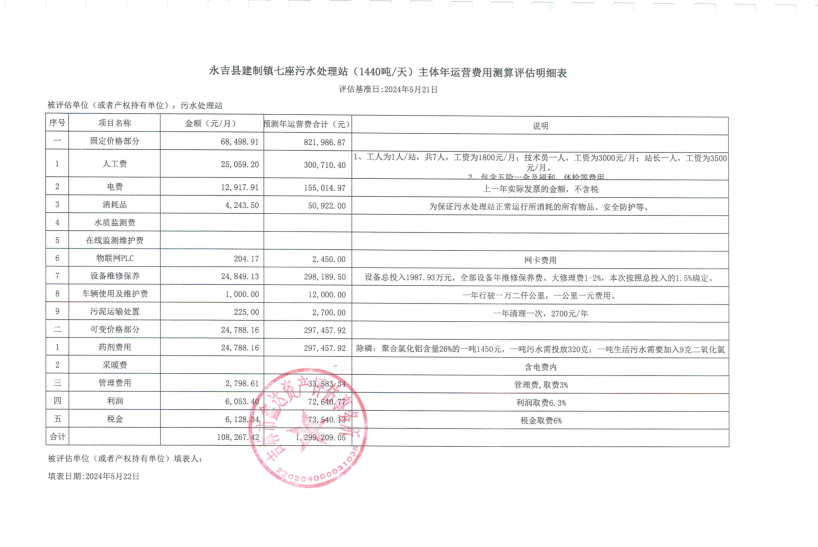 永吉县建制镇七座污水处理站（1440吨/天）主体年运营费用测算评估明细表
评估基准日:2024年5月21日
被评估单位（或者产权持有单位）：污水处理站
序号 项目名称 金额（元/月） 预测年运营费合计（元） 说明
一 固定价格部分 68,498.91 821,986.87
1 人工费 25,059.20 300,710.40 1、工人为1人/站，共7人，工资为1800元/月；技术员一人，工资为3000元/月；站长一人，工资为3500元/月。
2、包含五险一金及福利、体检等费用
2 电费 12,917.91 155,014.97 上一年实际发票的金额，不含税
3 消耗品 4,243.50 50,922.00 为保证污水处理站正常运行所消耗的所有物品、安全防护等。
4 水质监测费
5 在线监测维护费
6 物联网PLC 204.17 2,450.00 网卡费用
7 设备维修保养 24,849.13 298,189.50 设备总投入1987.93万元，全部设备年维修保养费、大修理费1-2%，本次按照总投入的1.5%确定。
8 车辆使用及维护费 1,000.00 12,000.00 一年行驶一万二仟公里，一公里一元费用。
9 污泥运输处置 225.00 2,700.00 一年清理一次，2700元/年
二 可变价格部分 24,788.16 297,457.92
1 药剂费用 24,788.16 297,457.92 除磷：聚合氯化铝含量26%的一吨1450元，一吨污水需投放320克；一吨生活污水需要加入9克二氧化氯
2 采暖费 - 含电费内
三 管理费用 2,798.61 33,583.34 管理费,取费3%
四 利润 6,053.40 72,640.77 利润取费6.3%
五 税金 6,128.34 73,540.13 税金取费6%
合计 108,267.42 1,299,209.05
被评估单位（或者产权持有单位）填表人：
填表日期:2024年5月22日